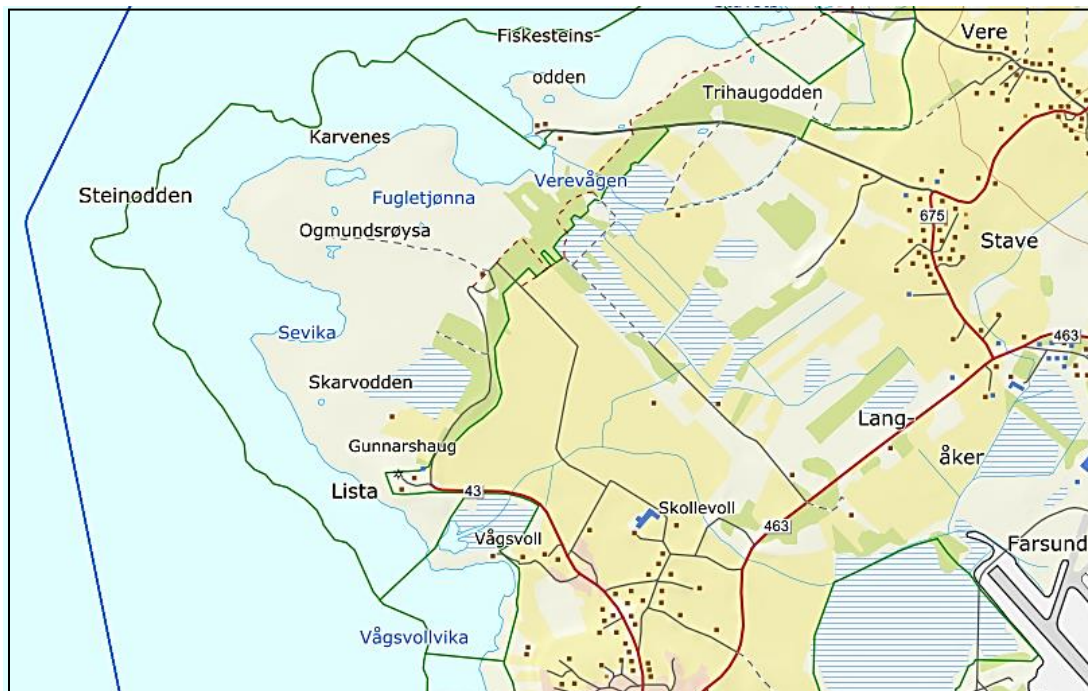 Fiskesteins-
odden
Vere
Trihaugodden
Karvenes
Verevågen
Steinodden
Fugletjønna
675
Ogmundsrøysa
Stave
Sevika
463
Skarvodden
Lang-
åker
Gunnarshaug
Lista
43
Skollevoll
463
Vågsvoll
Farsund
Vågsvollvika